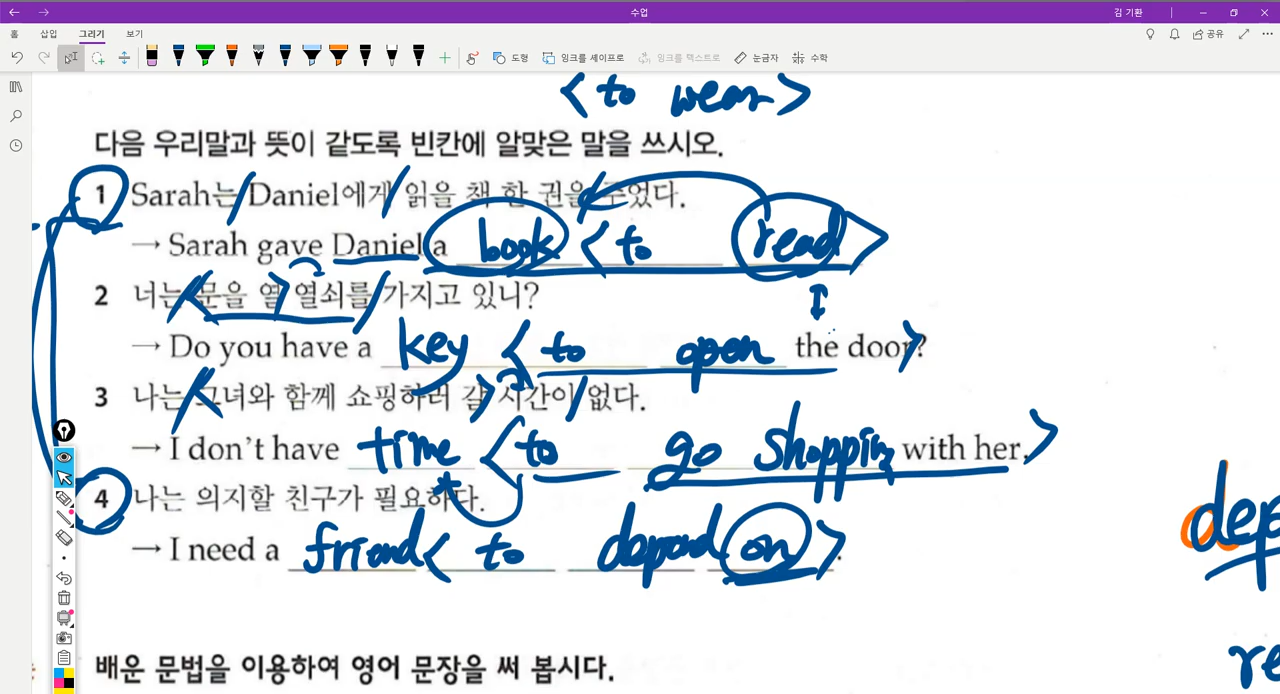 수업
김 기환
홈 삽입 그리기 보기
공유
도형 잉크를 셰이프로 잉크를 텍스트로 눈금자 수학
<to wear>
다음 우리말과 뜻이 같도록 빈칸에 알맞은 말을 쓰시오.
1 Sarah는/Daniel에게/읽을 책 한 권을 주었다.
→ Sarah gave Daniel a book <to read>
2 너는 <문을 열> 열쇠를/가지고 있니?
→ Do you have a key <to open the door>?
3 나는 <그녀와 함께 쇼핑하러 갈> 시간이/없다.
→ I don't have time <to go shopping with her.>
4 나는 의지할 친구가 필요하다.
→ I need a friend < to depend on >.
dep
re
배운 문법을 이용하여 영어 문장을 써 봅시다.